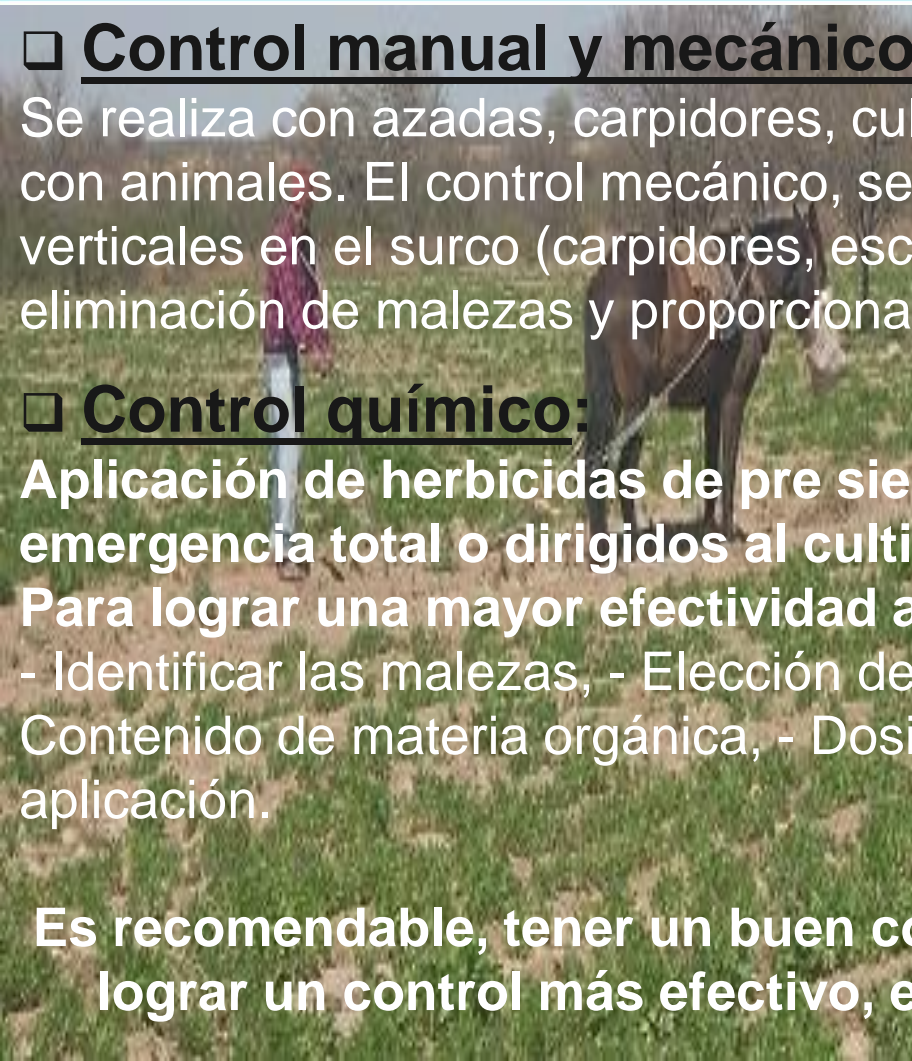 ❑ Control manual y mecánico
Se realiza con azadas, carpidores, cu
con animales. El control mecánico, se
verticales en el surco (carpidores, esc
eliminación de malezas y proporciona
❑ Control químico:
Aplicación de herbicidas de pre sie
emergencia total o dirigidos al culti
Para lograr una mayor efectividad a
- Identificar las malezas, - Elección de
Contenido de materia orgánica, - Dosi
aplicación.
Es recomendable, tener un buen co
lograr un control más efectivo, e